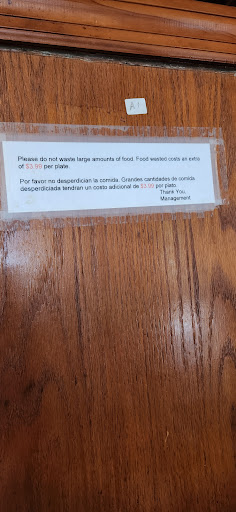 A1
Please do not waste large amounts of food. Food wasted costs an extra
of $3.99 per plate.
Por favor no desperdician la comida. Grandes cantidades de comida
desperdiciada tendran un costo adicional de $3.99 por plato.
Thank You,
Management